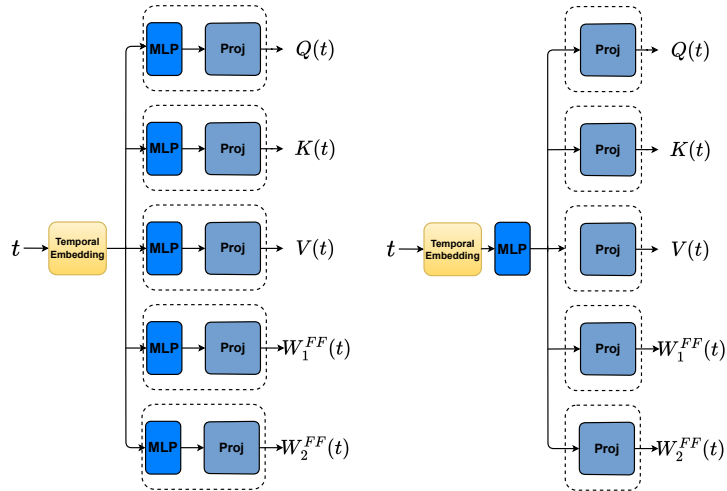 MLP Proj Q(t)
MLP Proj K(t)
t Temporal Embedding MLP Proj V(t)
MLP Proj W_1^{FF}(t)
MLP Proj W_2^{FF}(t)
Proj Q(t)
Proj K(t)
t Temporal Embedding MLP Proj V(t)
Proj W_1^{FF}(t)
Proj W_2^{FF}(t)